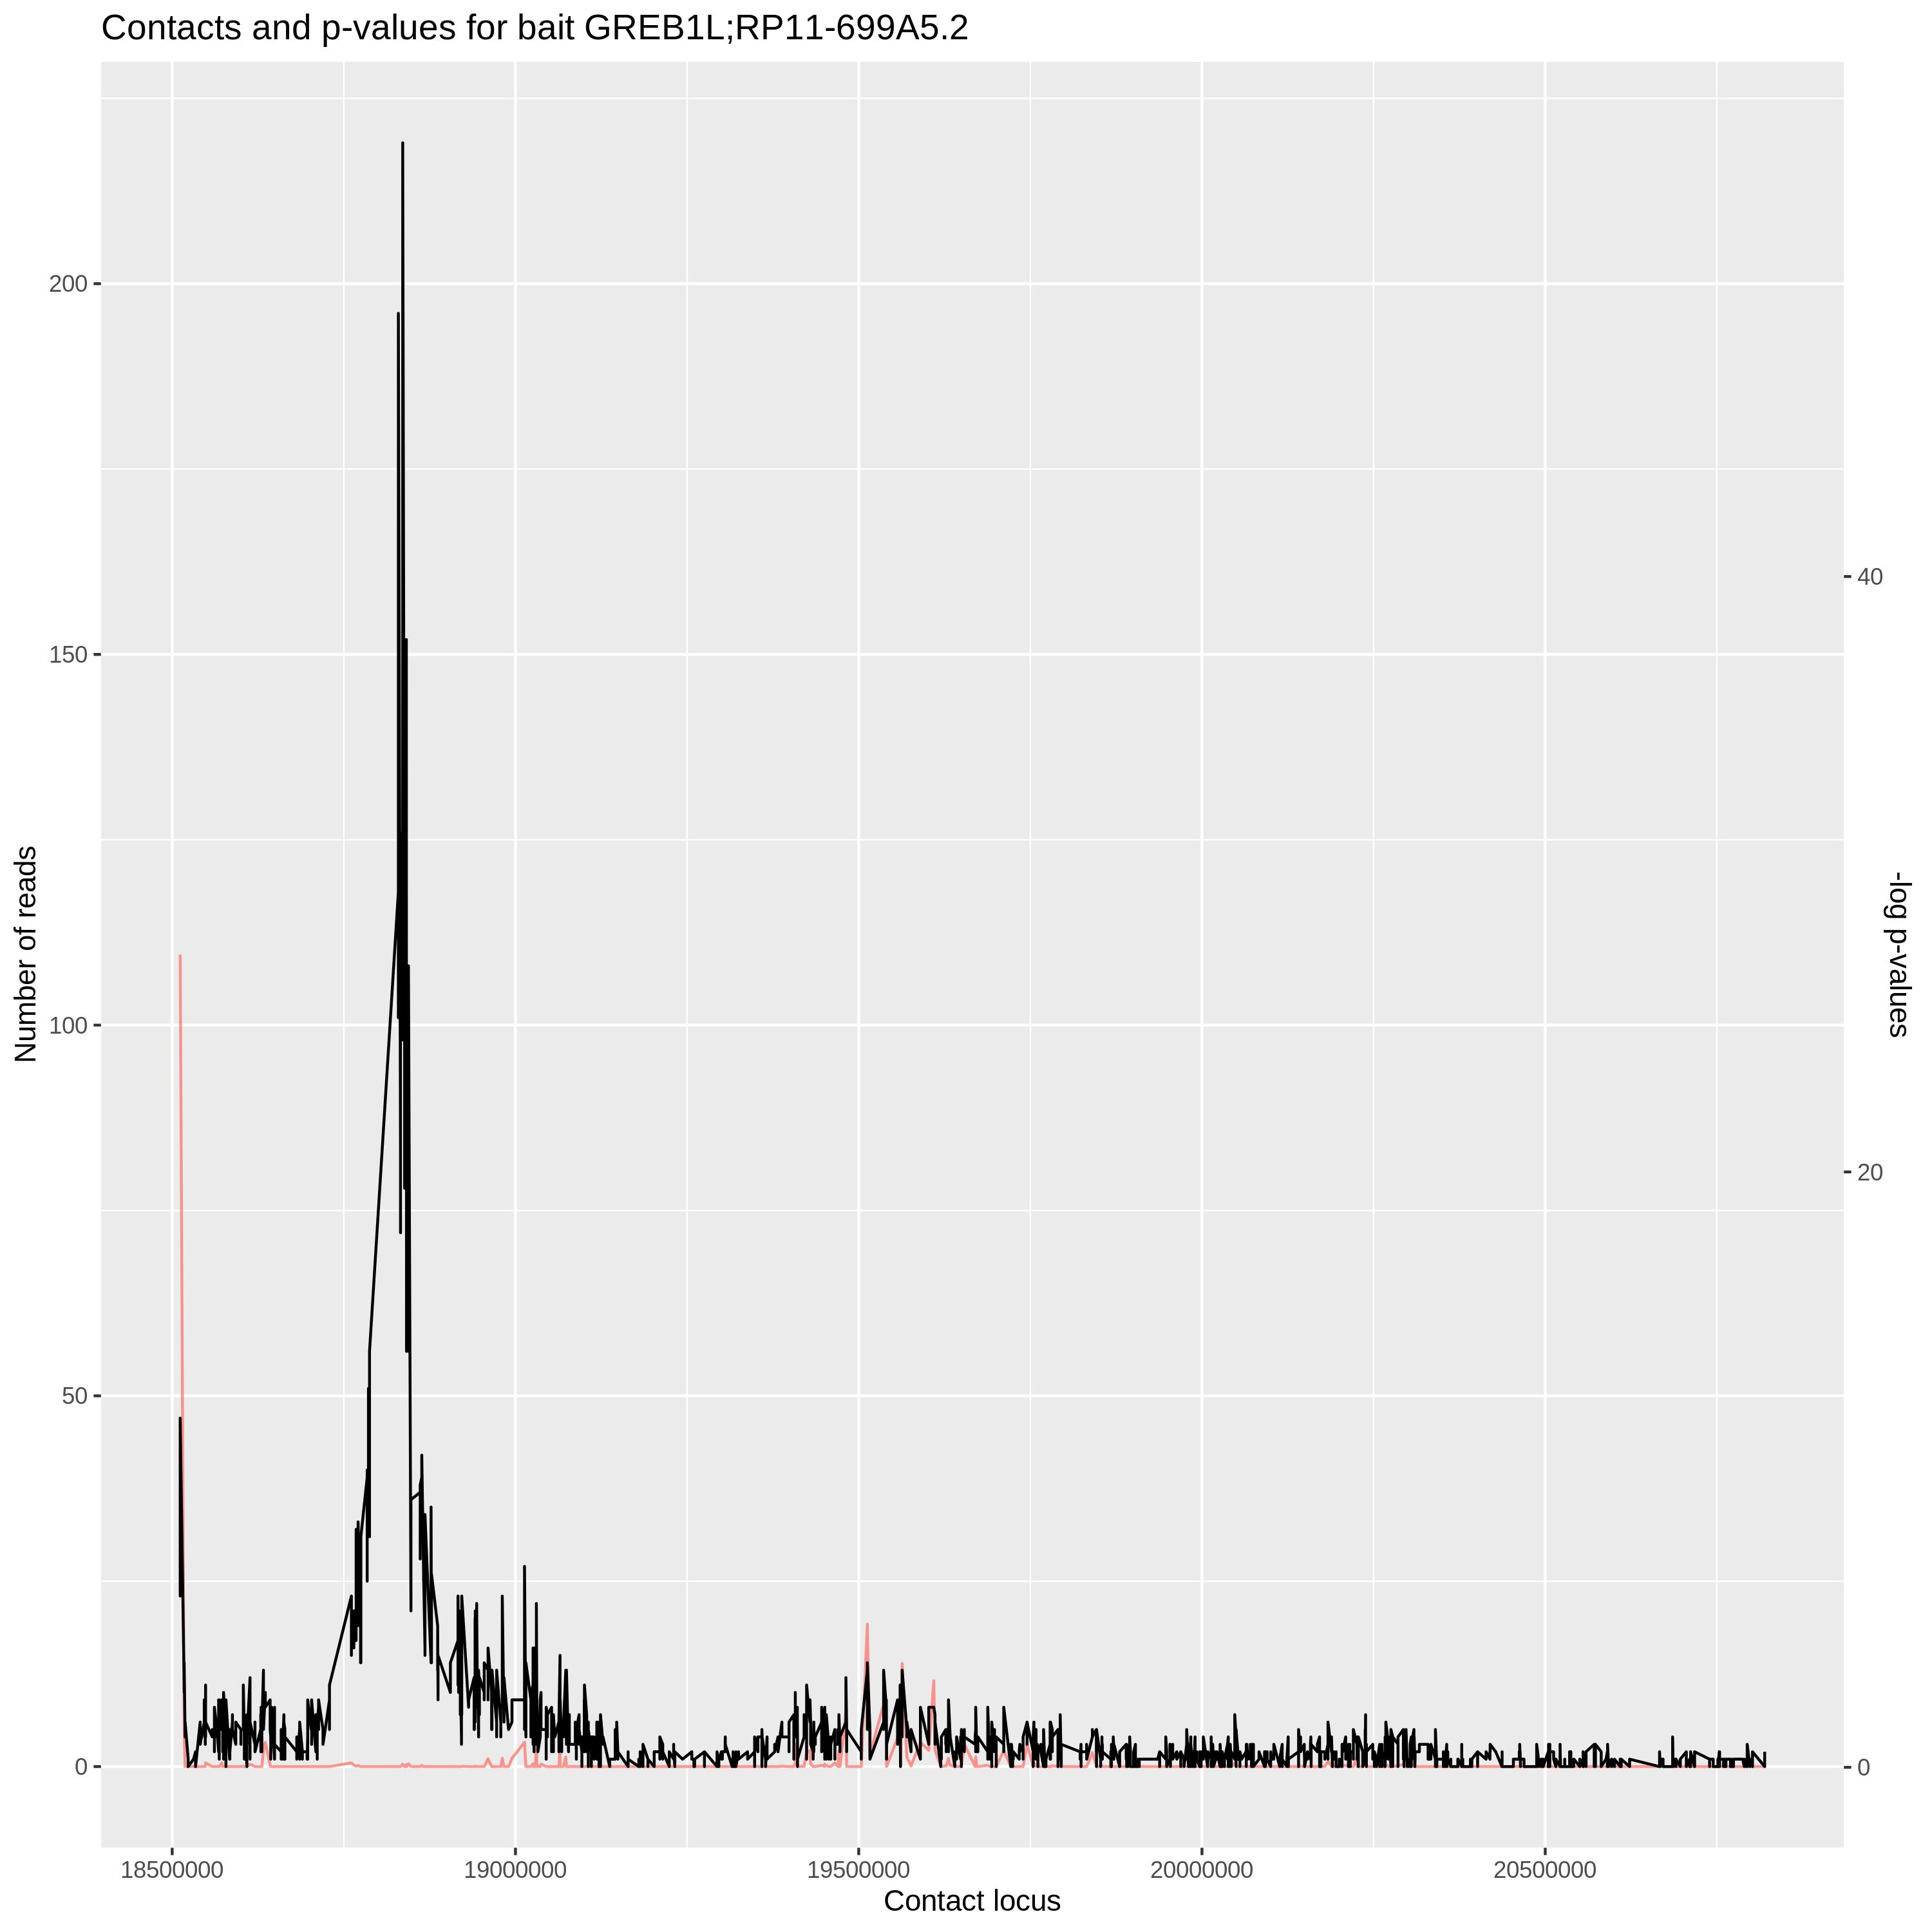 Contacts and p-values for bait GREB1L;RP11-699A5.2
200
150
100
50
0
Number of reads
40
20
0
-log p-values
18500000 19000000 19500000 20000000 20500000
Contact locus